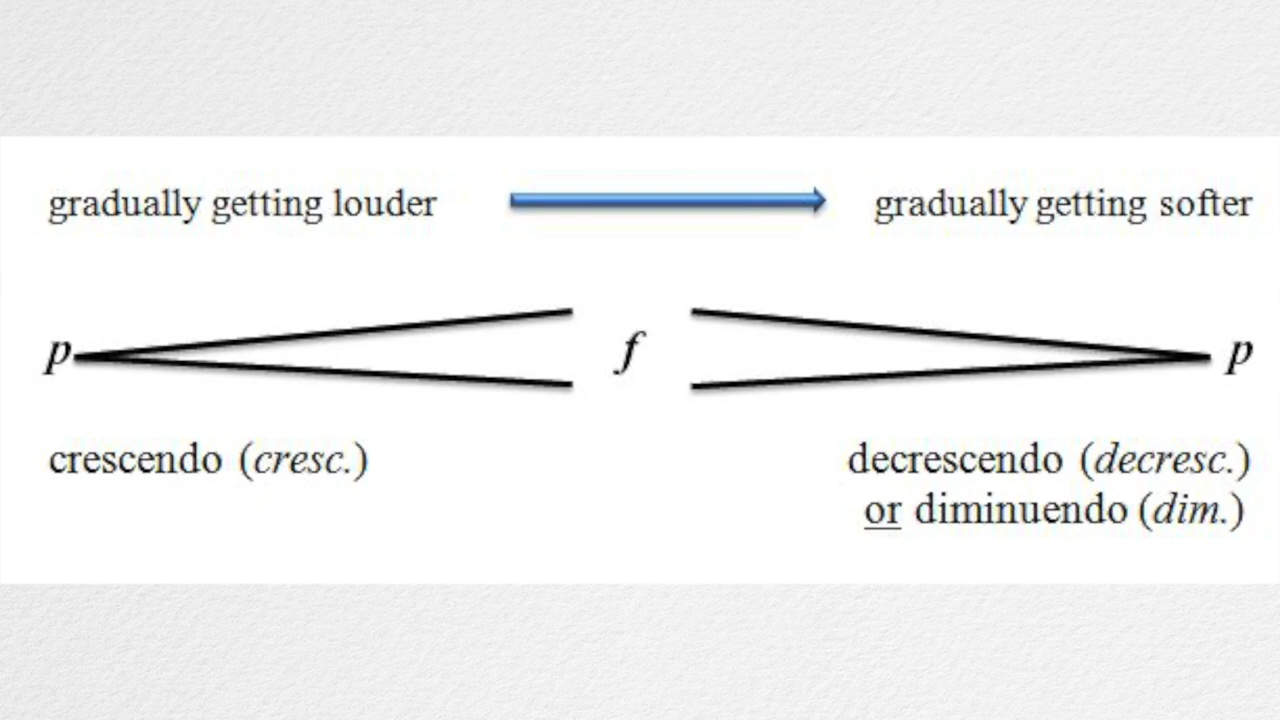 gradually getting louder gradually getting softer
p f p
crescendo (cresc.) decrescendo (decresc.)
or diminuendo (dim.)